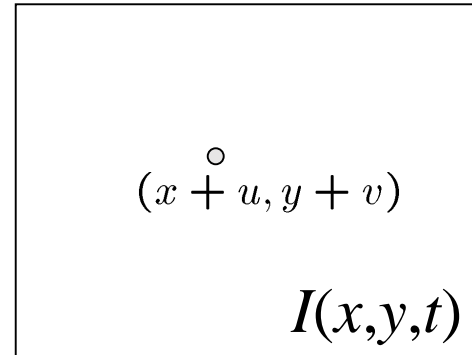 (x + u, y + v)
I(x,y,t)